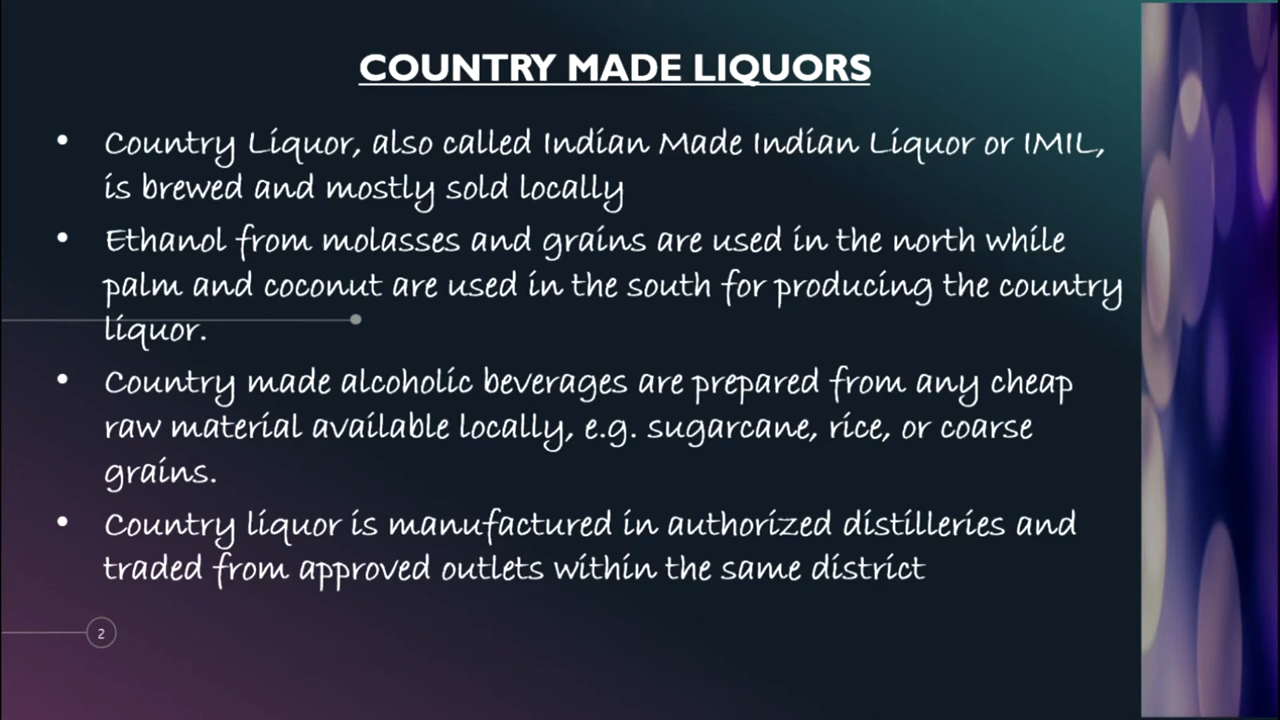 COUNTRY MADE LIQUORS
• Country Liquor, also called Indian Made Indian Liquor or IMIL,
is brewed and mostly sold locally
• Ethanol from molasses and grains are used in the north while
palm and coconut are used in the south for producing the country
liquor.
• Country made alcoholic beverages are prepared from any cheap
raw material available locally, e.g. sugarcane, rice, or coarse
grains.
• Country liquor is manufactured in authorized distilleries and
traded from approved outlets within the same district
2